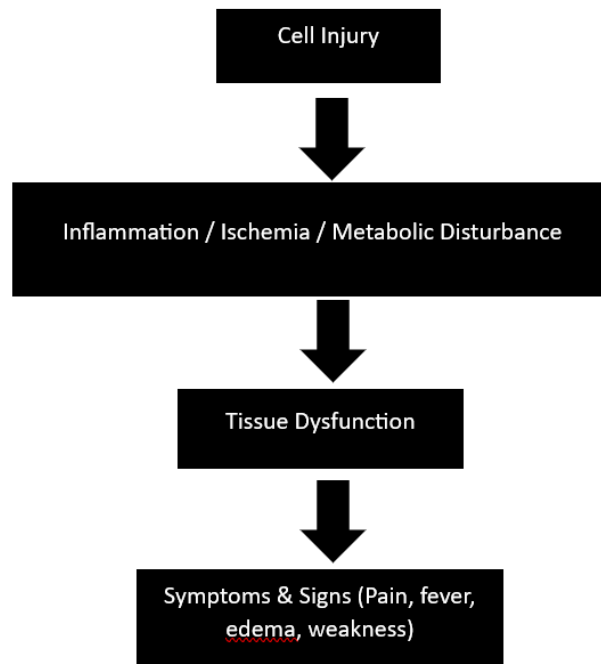 Cell Injury
Inflammation / Ischemia / Metabolic Disturbance
Tissue Dysfunction
Symptoms & Signs (Pain, fever,
edema, weakness)